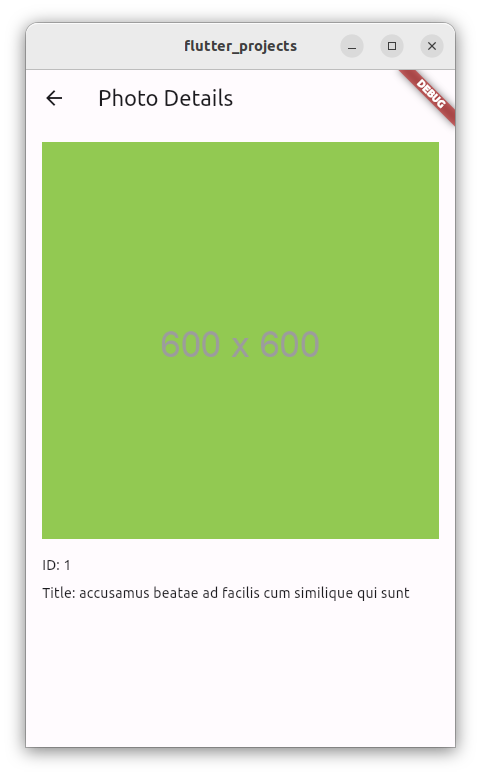 flutter_projects
Photo Details
DEBUG
600 x 600
ID: 1
Title: accusamus beatae ad facilis cum similique qui sunt